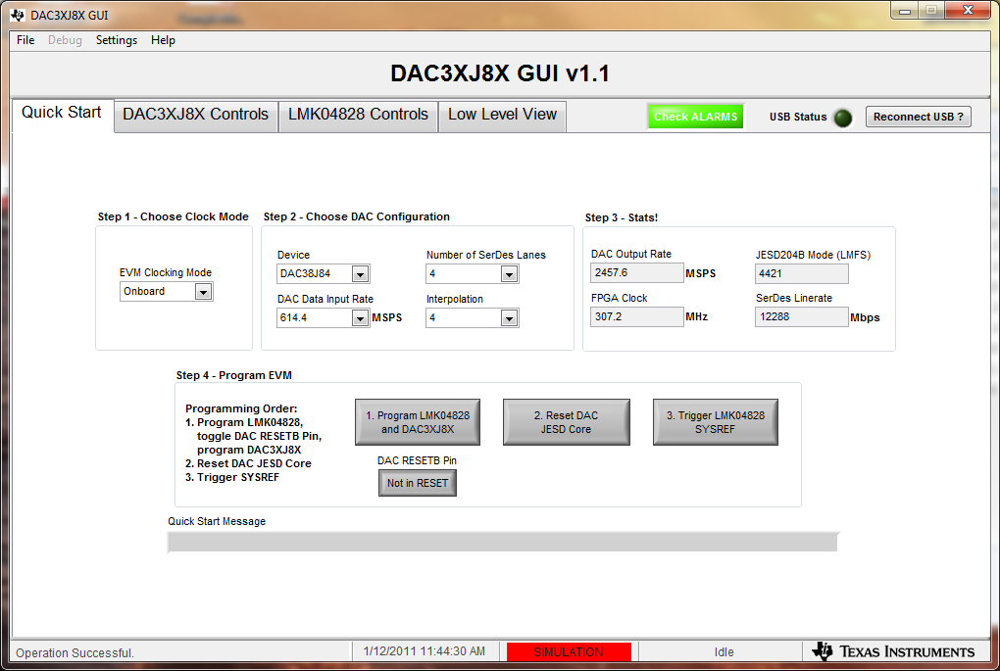 DAC3XJ8X GUI
File Debug Settings Help
DAC3XJ8X GUI v1.1
Quick Start DAC3XJ8X Controls LMK04828 Controls Low Level View Check ALARMS USB Status Reconnect USB ?
Step 1 - Choose Clock Mode
EVM Clocking Mode
Onboard
Step 2 - Choose DAC Configuration
Device Number of SerDes Lanes
DAC38J84 4
DAC Data Input Rate Interpolation
614.4 MSPS 4
Step 3 - Stats!
DAC Output Rate JESD204B Mode (LMFS)
2457.6 MSPS 4421
FPGA Clock SerDes Linerate
307.2 MHz 12288 Mbps
Step 4 - Program EVM
Programming Order:
1. Program LMK04828,
toggle DAC RESETB Pin,
program DAC3XJ8X
2. Reset DAC JESD Core
3. Trigger SYSREF
1. Program LMK04828
and DAC3XJ8X
2. Reset DAC
JESD Core
3. Trigger LMK04828
SYSREF
DAC RESETB Pin
Not in RESET
Quick Start Message
Operation Successful. 1/12/2011 11:44:30 AM SIMULATION Idle TEXAS INSTRUMENTS